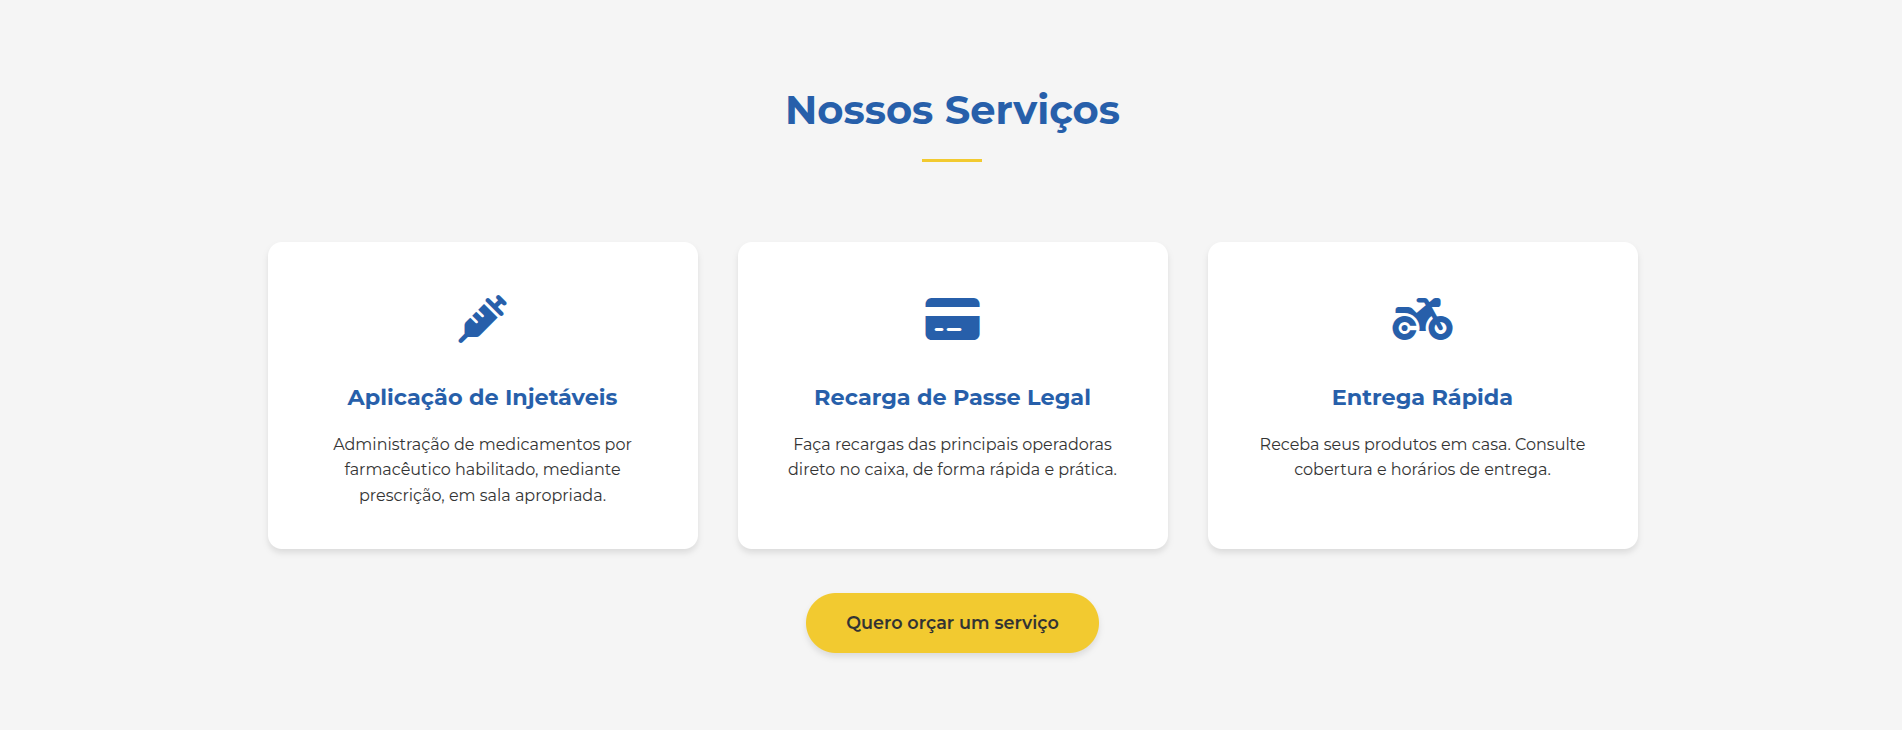 Nossos Serviços
Aplicação de Injetáveis
Administração de medicamentos por
farmacêutico habilitado, mediante
prescrição, em sala apropriada.
Recarga de Passe Legal
Faça recargas das principais operadoras
direto no caixa, de forma rápida e prática.
Entrega Rápida
Receba seus produtos em casa. Consulte
cobertura e horários de entrega.
Quero orçar um serviço